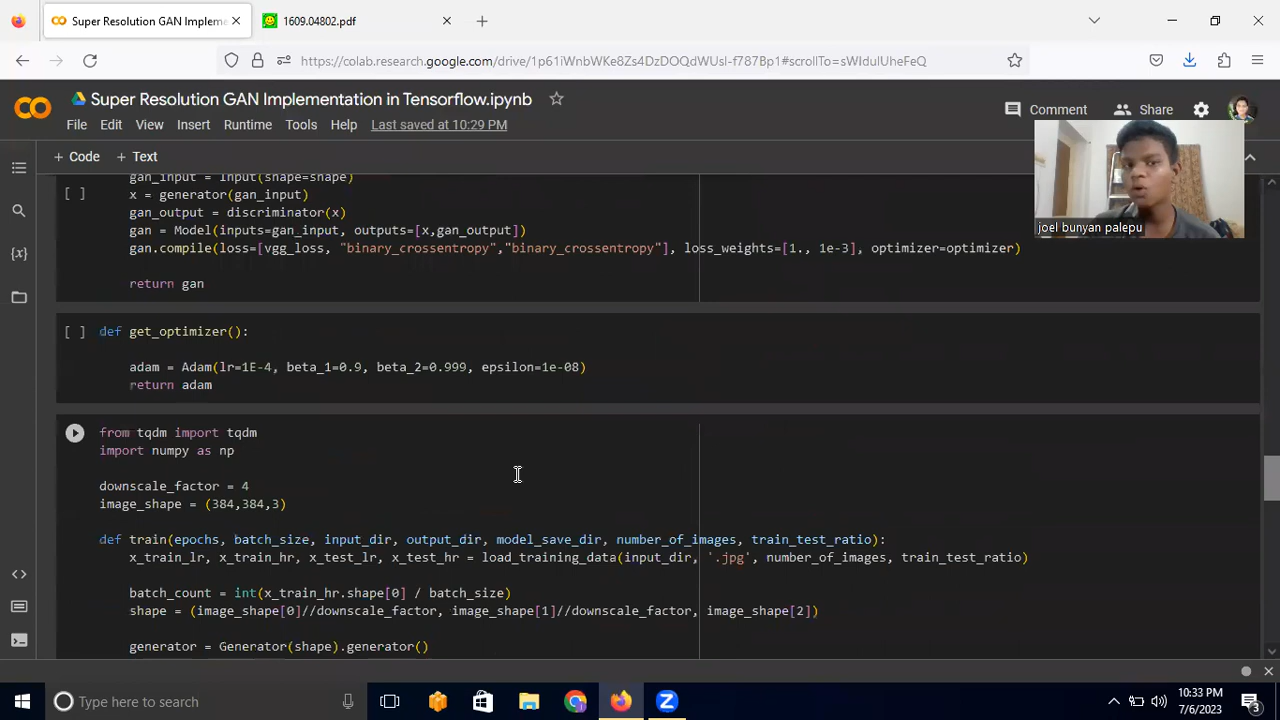 Super Resolution GAN Impleme
1609.04802.pdf
https://colab.research.google.com/drive/1p61iWnbWKe8Zs4DzDOQdWUsl-f787Bp1#scrollTo=sWIdulUheFeQ
Super Resolution GAN Implementation in Tensorflow.ipynb
Comment
Share
File Edit View Insert Runtime Tools Help Last saved at 10:29 PM
+ Code + Text
gan_input = Input(shape=shape)
[ ] x = generator(gan_input)
gan_output = discriminator(x)
gan = Model(inputs=gan_input, outputs=[x,gan_output])
gan.compile(loss=[vgg_loss, "binary_crossentropy","binary_crossentropy"], loss_weights=[1., 1e-3], optimizer=optimizer)
return gan
joel bunyan palepu
[ ] def get_optimizer():
adam = Adam(lr=1E-4, beta_1=0.9, beta_2=0.999, epsilon=1e-08)
return adam
from tqdm import tqdm
import numpy as np
downscale_factor = 4
image_shape = (384,384,3)
def train(epochs, batch_size, input_dir, output_dir, model_save_dir, number_of_images, train_test_ratio):
x_train_lr, x_train_hr, x_test_lr, x_test_hr = load_training_data(input_dir, '.jpg', number_of_images, train_test_ratio)
batch_count = int(x_train_hr.shape[0] / batch_size)
shape = (image_shape[0]//downscale_factor, image_shape[1]//downscale_factor, image_shape[2])
generator = Generator(shape).generator()
Type here to search
10:33 PM
7/6/2023
3